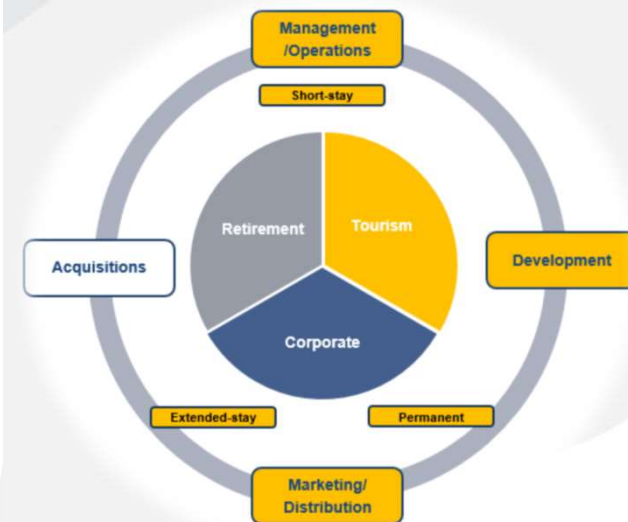 Management
/Operations
Short-stay
Retirement
Tourism
Acquisitions
Development
Corporate
Extended-stay
Permanent
Marketing/
Distribution